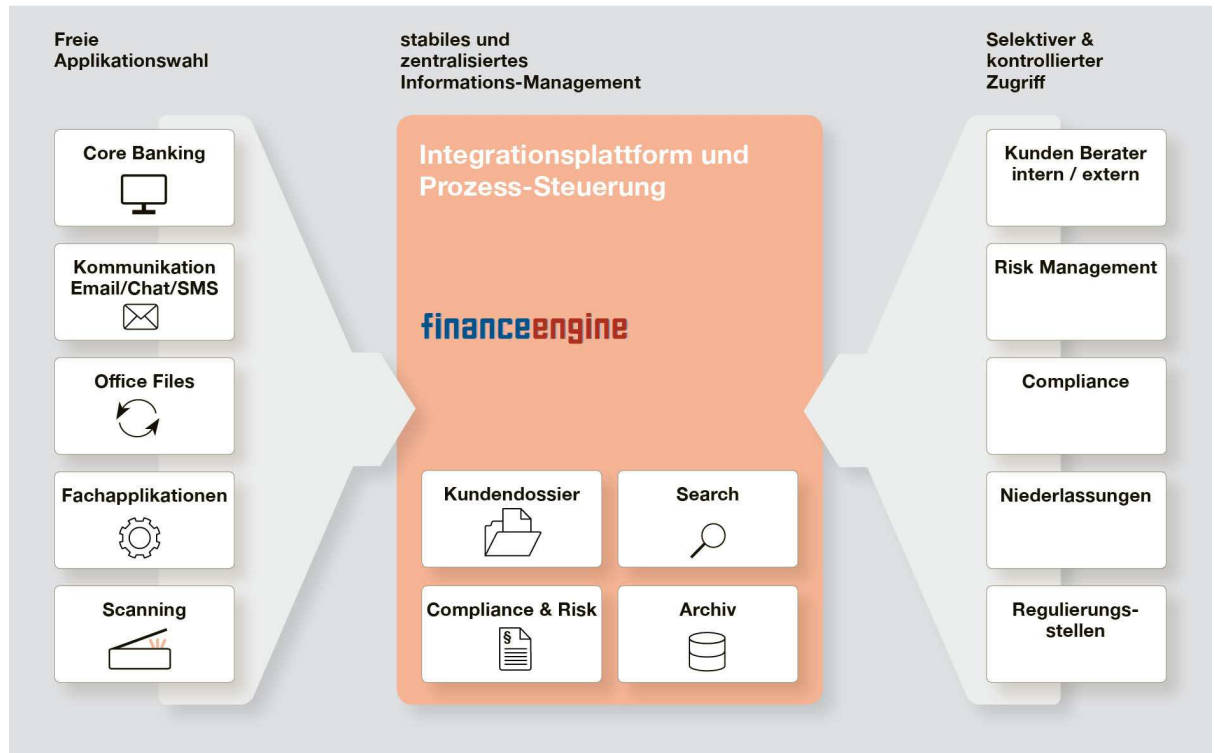 Freie
Applikationswahl
stabiles und
zentralisiertes
Informations-Management
Selektiver &
kontrollierter
Zugriff
Core Banking
Kommunikation
Email/Chat/SMS
Office Files
Fachapplikationen
Scanning
Integrationsplattform und
Prozess-Steuerung
financeengine
Kundendossier
Search
Compliance & Risk
§
Archiv
Kunden Berater
intern / extern
Risk Management
Compliance
Niederlassungen
Regulierungs-
stellen